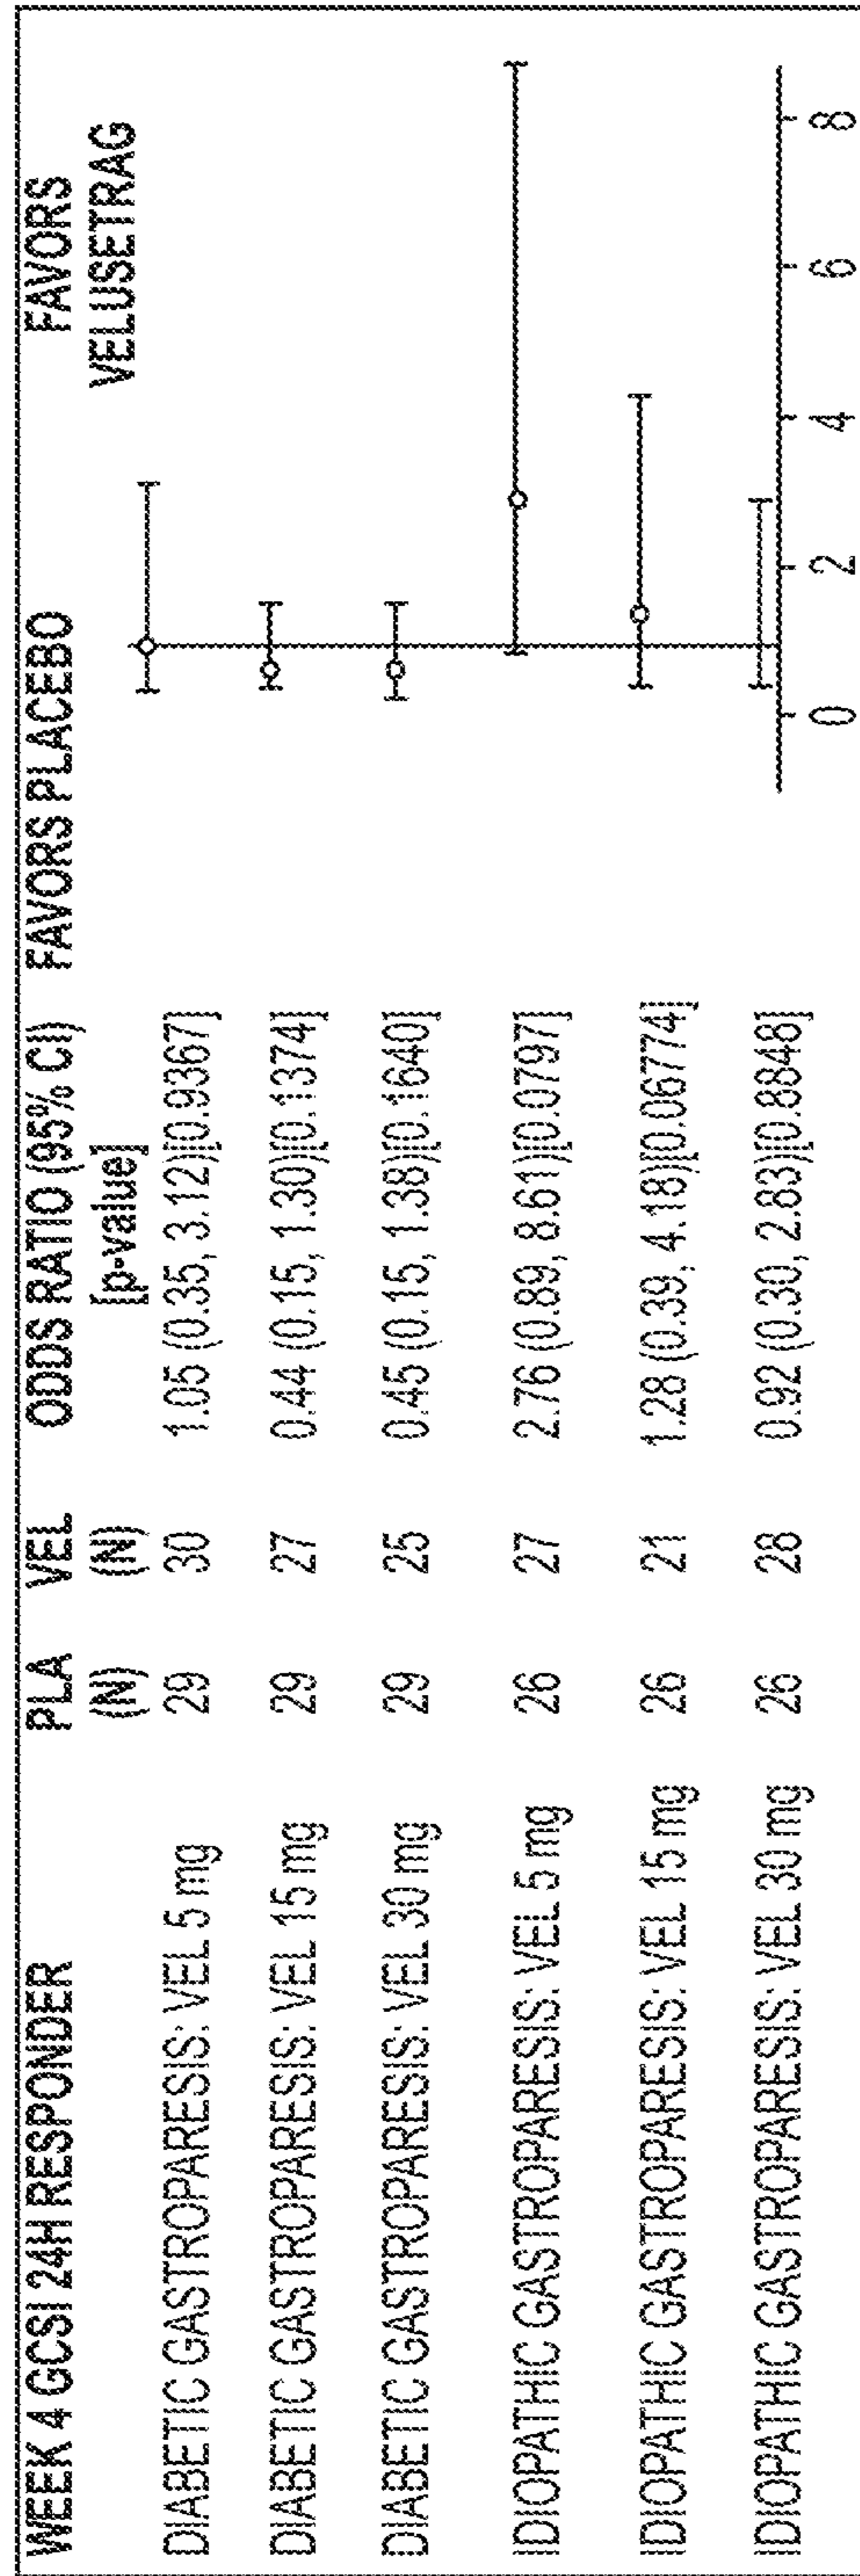 WEEK 4 GCSI 24H RESPONDER PLA VEL ODDS RATIO (95% CI) FAVORS PLACEBO FAVORS
(N) (N) [p-value] VELUSETRAG
DIABETIC GASTROPARESIS: VEL 5 mg 29 30 1.05 (0.35, 3.12)[0.9367]
DIABETIC GASTROPARESIS: VEL 15 mg 29 27 0.44 (0.15, 1.30)[0.1374]
DIABETIC GASTROPARESIS: VEL 30 mg 29 25 0.45 (0.15, 1.38)[0.1640]
IDIOPATHIC GASTROPARESIS: VEL 5 mg 26 27 2.76 (0.89, 8.61)[0.0797]
IDIOPATHIC GASTROPARESIS: VEL 15 mg 26 21 1.28 (0.39, 4.18)[0.06774]
IDIOPATHIC GASTROPARESIS: VEL 30 mg 26 28 0.92 (0.30, 2.83)[0.8848]
0 2 4 6 8